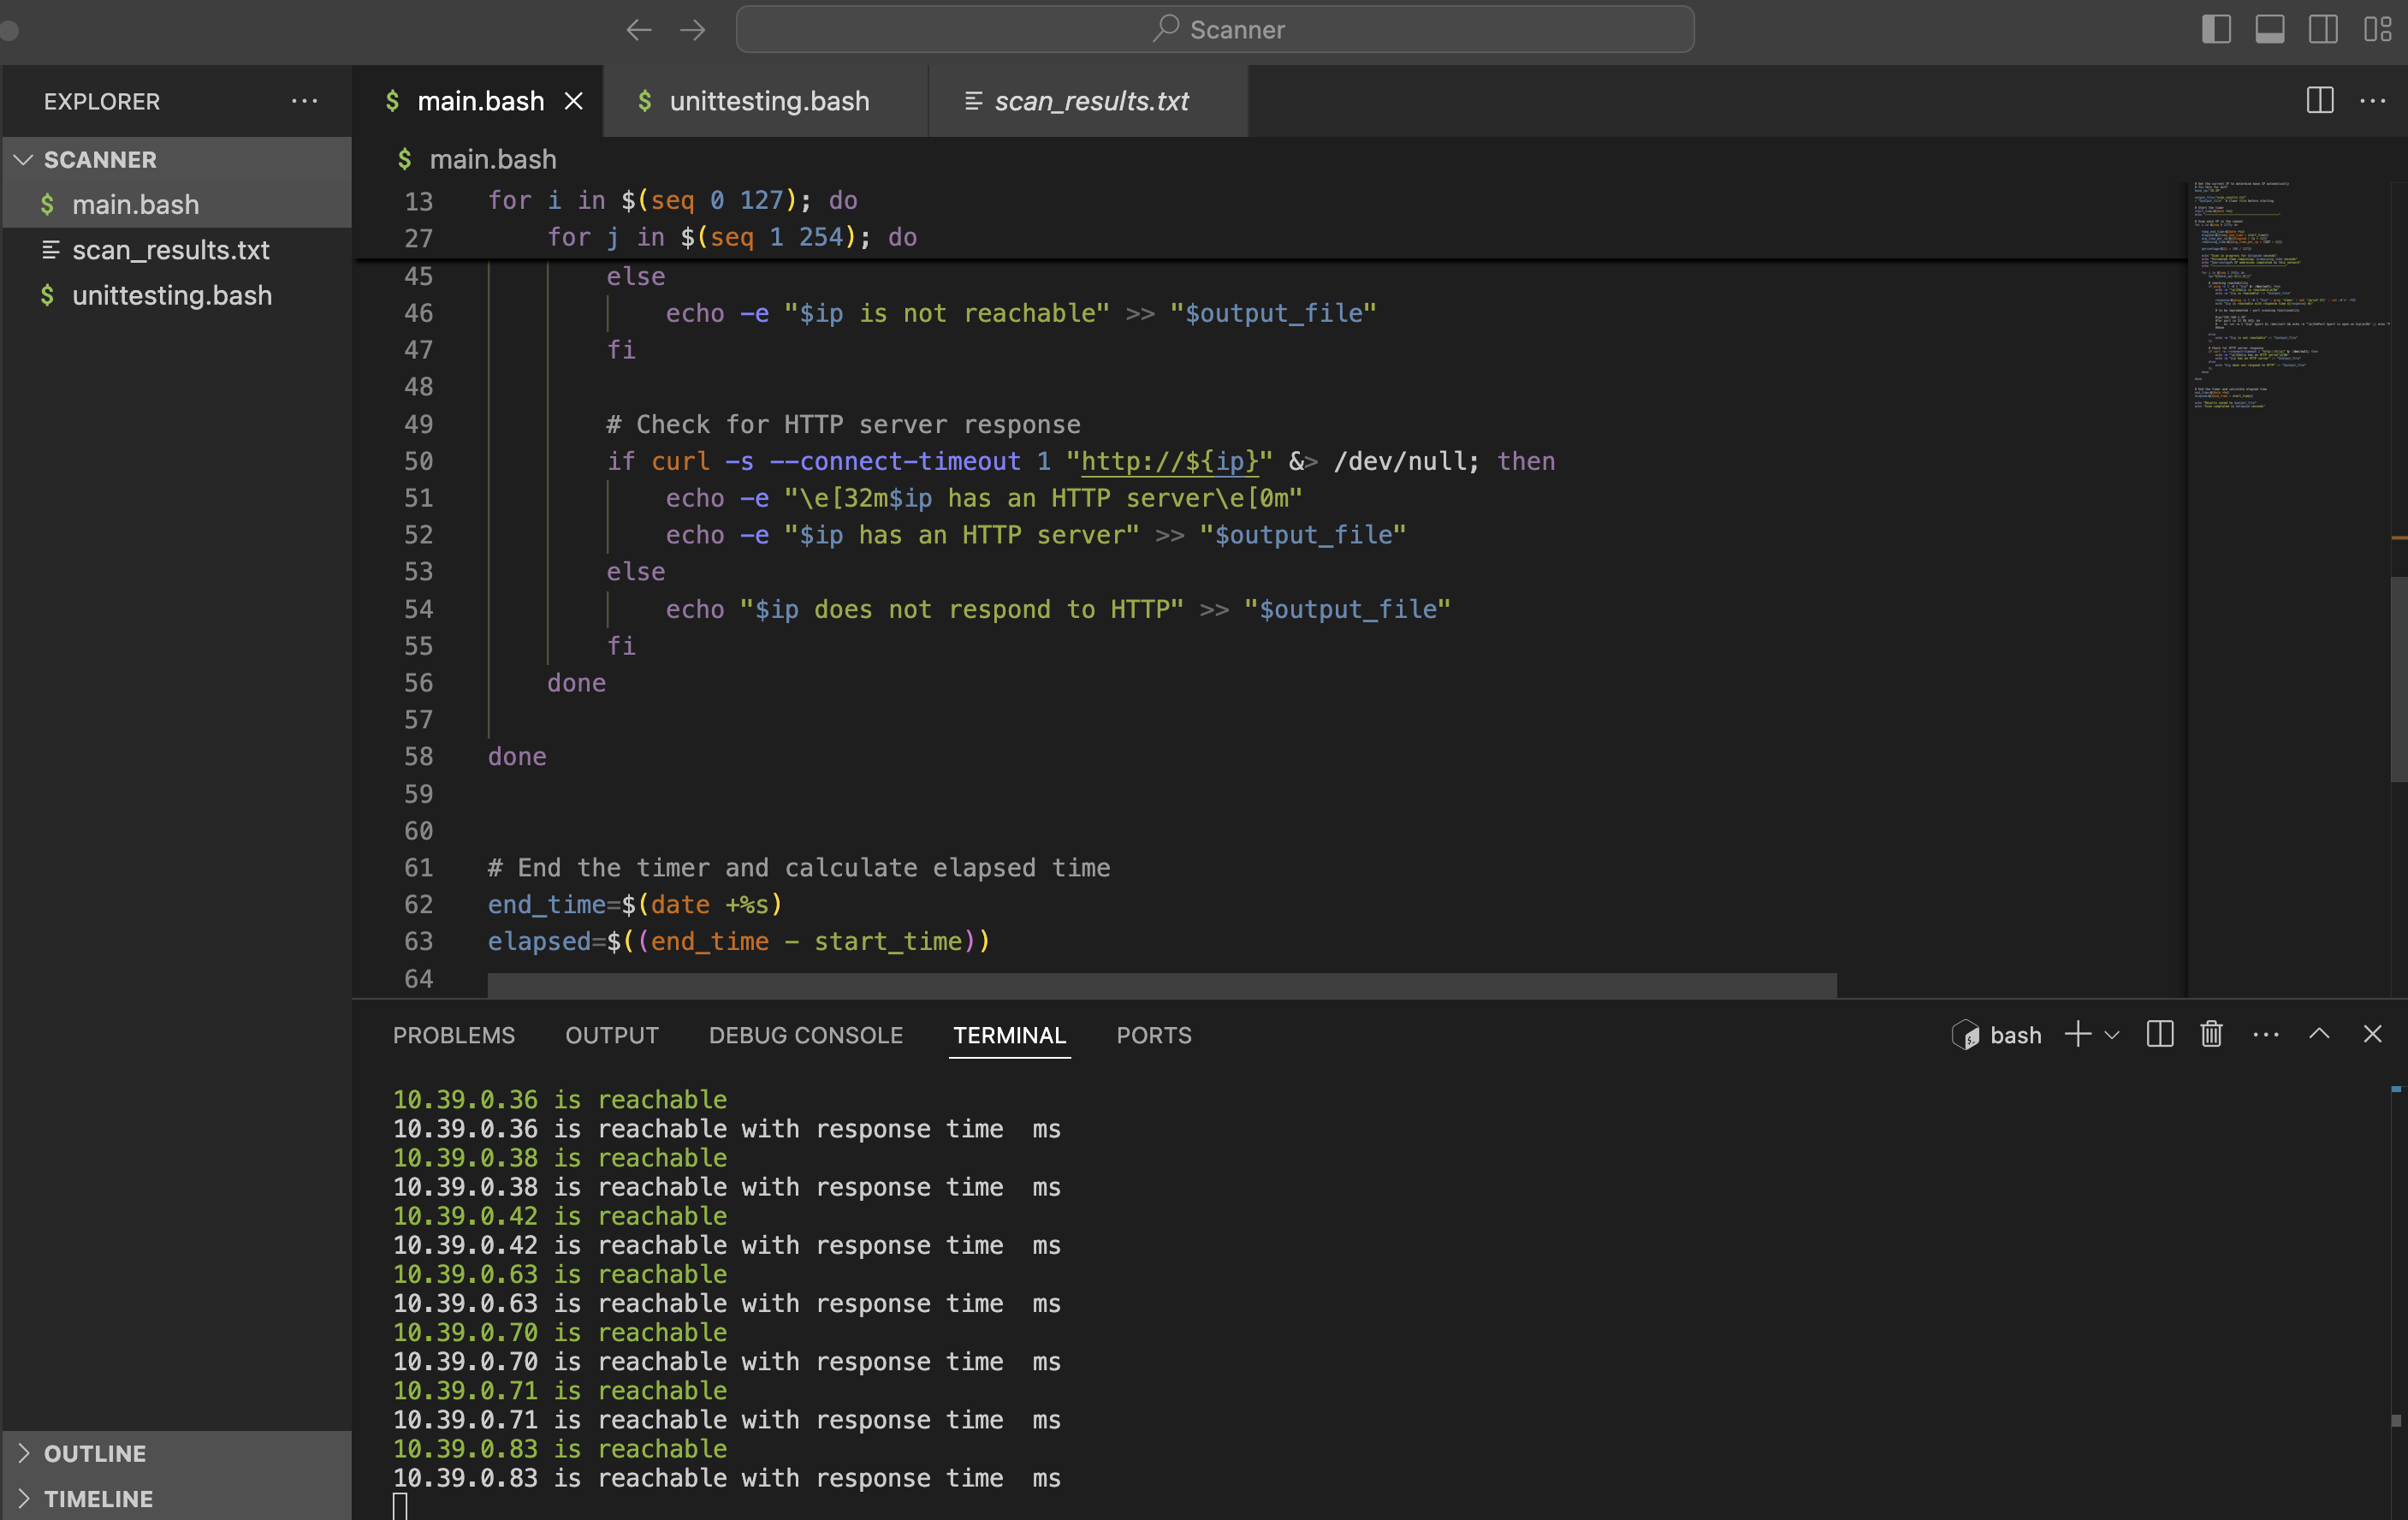 Scanner
EXPLORER
SCANNER
main.bash
scan_results.txt
unittesting.bash
OUTLINE
TIMELINE
$ main.bash
$ unittesting.bash
scan_results.txt
$ main.bash
13 for i in $(seq 0 127); do
27 for j in $(seq 1 254); do
45 else
46 echo -e "$ip is not reachable" >> "$output_file"
47 fi
48
49 # Check for HTTP server response
50 if curl -s --connect-timeout 1 "http://${ip}" &> /dev/null; then
51 echo -e "\e[32m$ip has an HTTP server\e[0m"
52 echo -e "$ip has an HTTP server" >> "$output_file"
53 else
54 echo "$ip does not respond to HTTP" >> "$output_file"
55 fi
56 done
57
58 done
59
60
61 # End the timer and calculate elapsed time
62 end_time=$(date +%s)
63 elapsed=$((end_time - start_time))
64
PROBLEMS OUTPUT DEBUG CONSOLE TERMINAL PORTS
bash
10.39.0.36 is reachable
10.39.0.36 is reachable with response time  ms
10.39.0.38 is reachable
10.39.0.38 is reachable with response time  ms
10.39.0.42 is reachable
10.39.0.42 is reachable with response time  ms
10.39.0.63 is reachable
10.39.0.63 is reachable with response time  ms
10.39.0.70 is reachable
10.39.0.70 is reachable with response time  ms
10.39.0.71 is reachable
10.39.0.71 is reachable with response time  ms
10.39.0.83 is reachable
10.39.0.83 is reachable with response time  ms